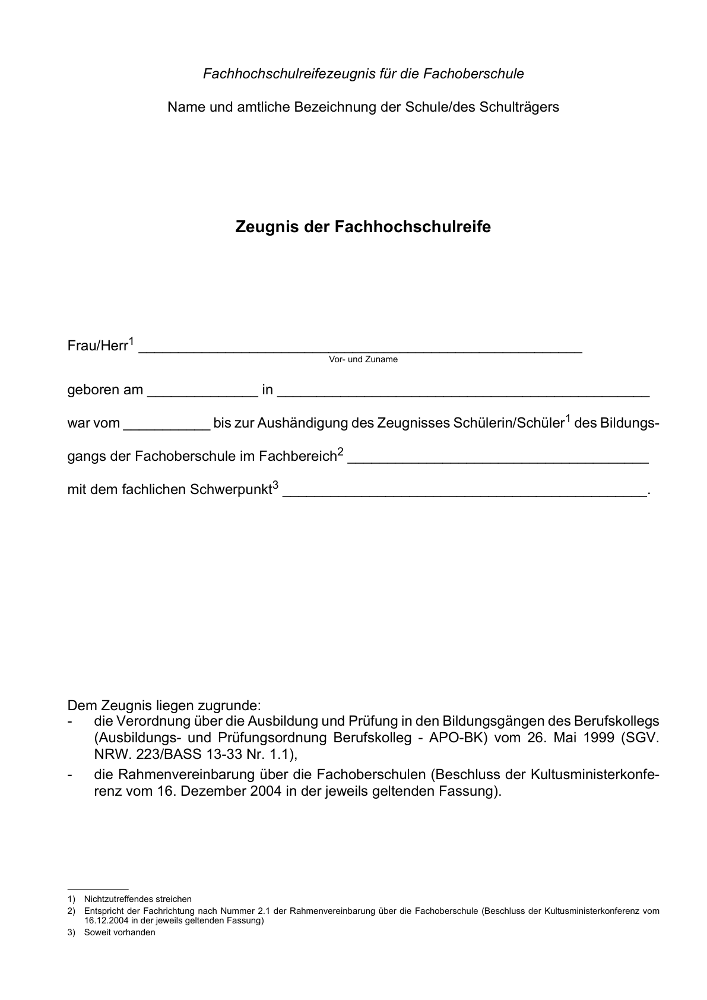 Fachhochschulreifezeugnis für die Fachoberschule
Name und amtliche Bezeichnung der Schule/des Schulträgers
Zeugnis der Fachhochschulreife
Frau/Herr1 ________________________________________________________
Vor- und Zuname
geboren am ______________ in _______________________________________________
war vom ___________ bis zur Aushändigung des Zeugnisses Schülerin/Schüler1 des Bildungs-
gangs der Fachoberschule im Fachbereich2 ______________________________________
mit dem fachlichen Schwerpunkt3 ______________________________________________.
Dem Zeugnis liegen zugrunde:
- die Verordnung über die Ausbildung und Prüfung in den Bildungsgängen des Berufskollegs
(Ausbildungs- und Prüfungsordnung Berufskolleg - APO-BK) vom 26. Mai 1999 (SGV.
NRW. 223/BASS 13-33 Nr. 1.1),
- die Rahmenvereinbarung über die Fachoberschulen (Beschluss der Kultusministerkonfe-
renz vom 16. Dezember 2004 in der jeweils geltenden Fassung).
1) Nichtzutreffendes streichen
2) Entspricht der Fachrichtung nach Nummer 2.1 der Rahmenvereinbarung über die Fachoberschule (Beschluss der Kultusministerkonferenz vom
16.12.2004 in der jeweils geltenden Fassung)
3) Soweit vorhanden